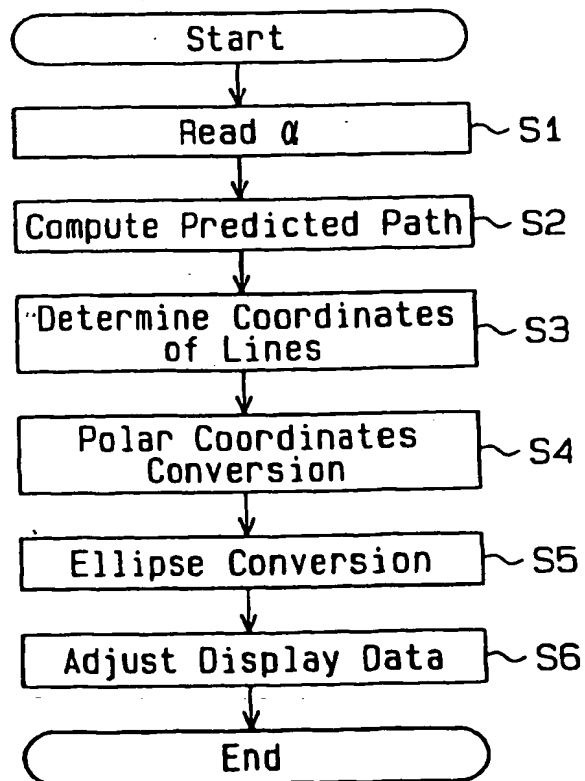 Start
Read α
S1
Compute Predicted Path
S2
Determine Coordinates
of Lines
S3
Polar Coordinates
Conversion
S4
Ellipse Conversion
S5
Adjust Display Data
S6
End